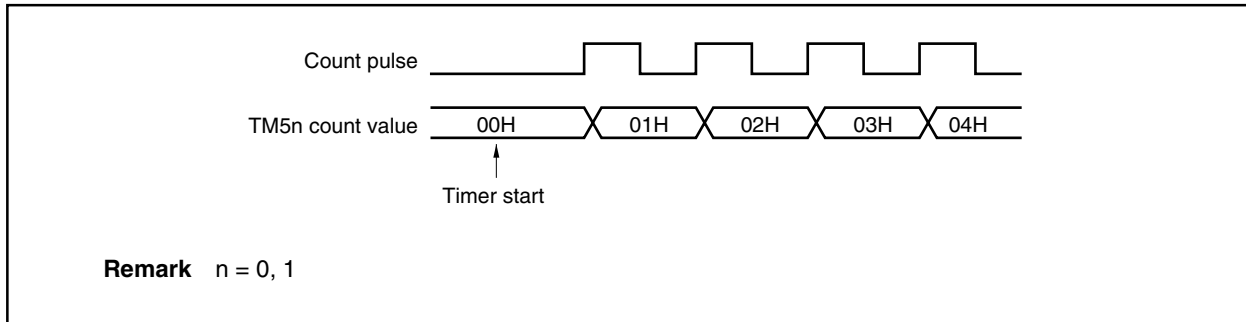 Count pulse
TM5n count value 00H 01H 02H 03H 04H
Timer start
Remark n = 0, 1